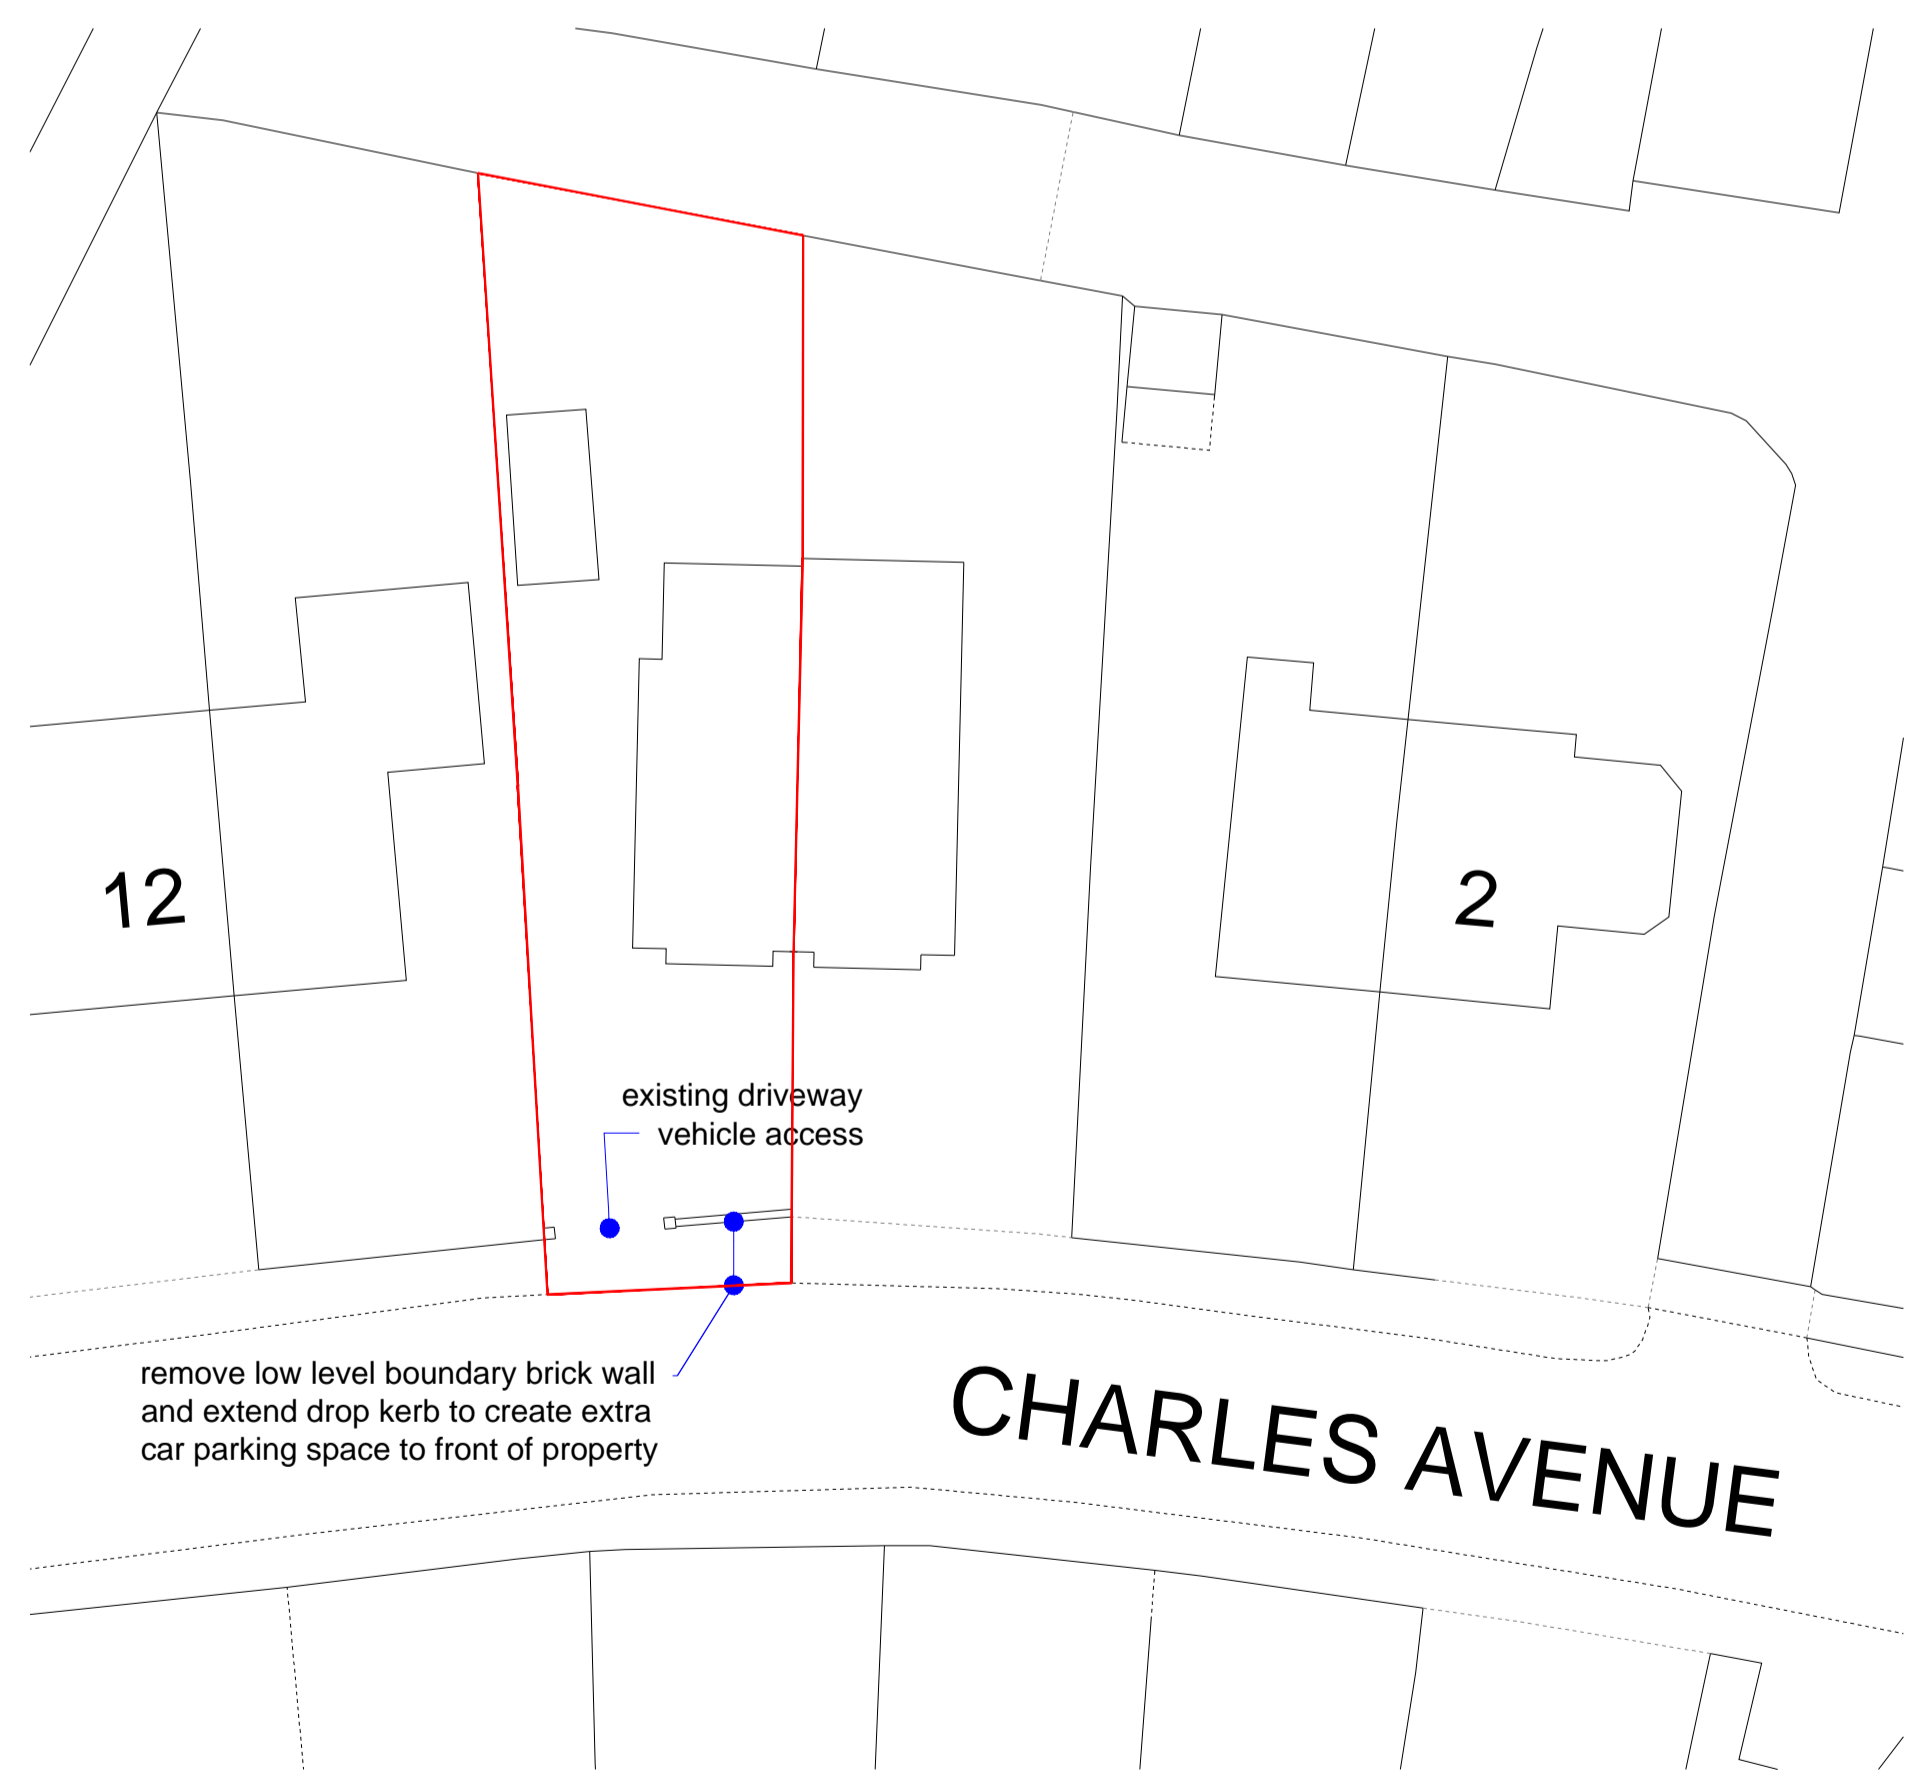 12
2
existing driveway
vehicle access
remove low level boundary brick wall
and extend drop kerb to create extra
car parking space to front of property
CHARLES AVENUE